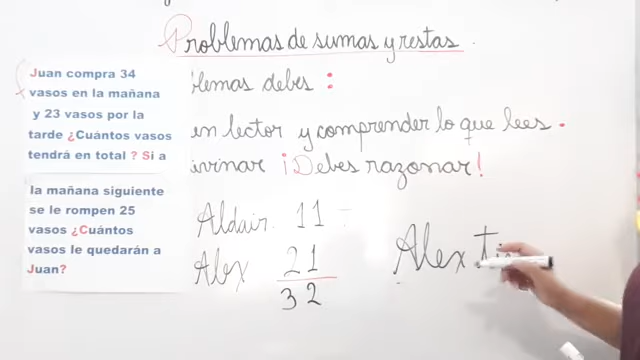 Problemas de sumas y restas.
Juan compra 34
vasos en la mañana
y 23 vasos por la
tarde ¿Cuántos vasos
tendrá en total ? Si a
la mañana siguiente
se le rompen 25
vasos ¿Cuántos
vasos le quedarán a
Juan?
blemas debes :
en lector y comprender lo que lees.
ivinar ¡Debes razonar!
Aldair. 11
Alex 21
32
Alex Ti